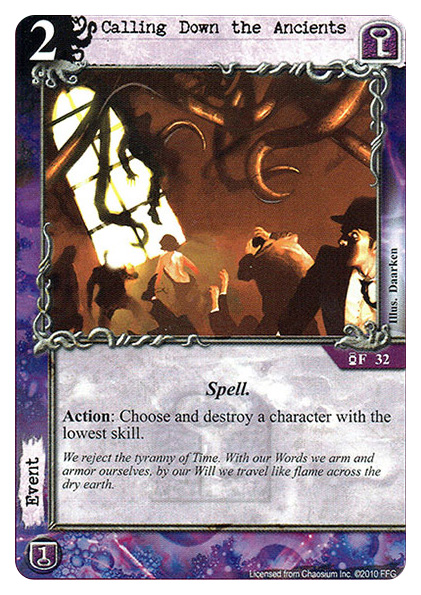 2
Calling Down the Ancients
Illus. Daarken
F 32
Spell.
Action: Choose and destroy a character with the
lowest skill.
We reject the tyranny of Time. With our Words we arm and
armor ourselves, by our Will we travel like flame across the
dry earth.
Event
1
Licensed from Chaosium Inc. ©2010 FFG